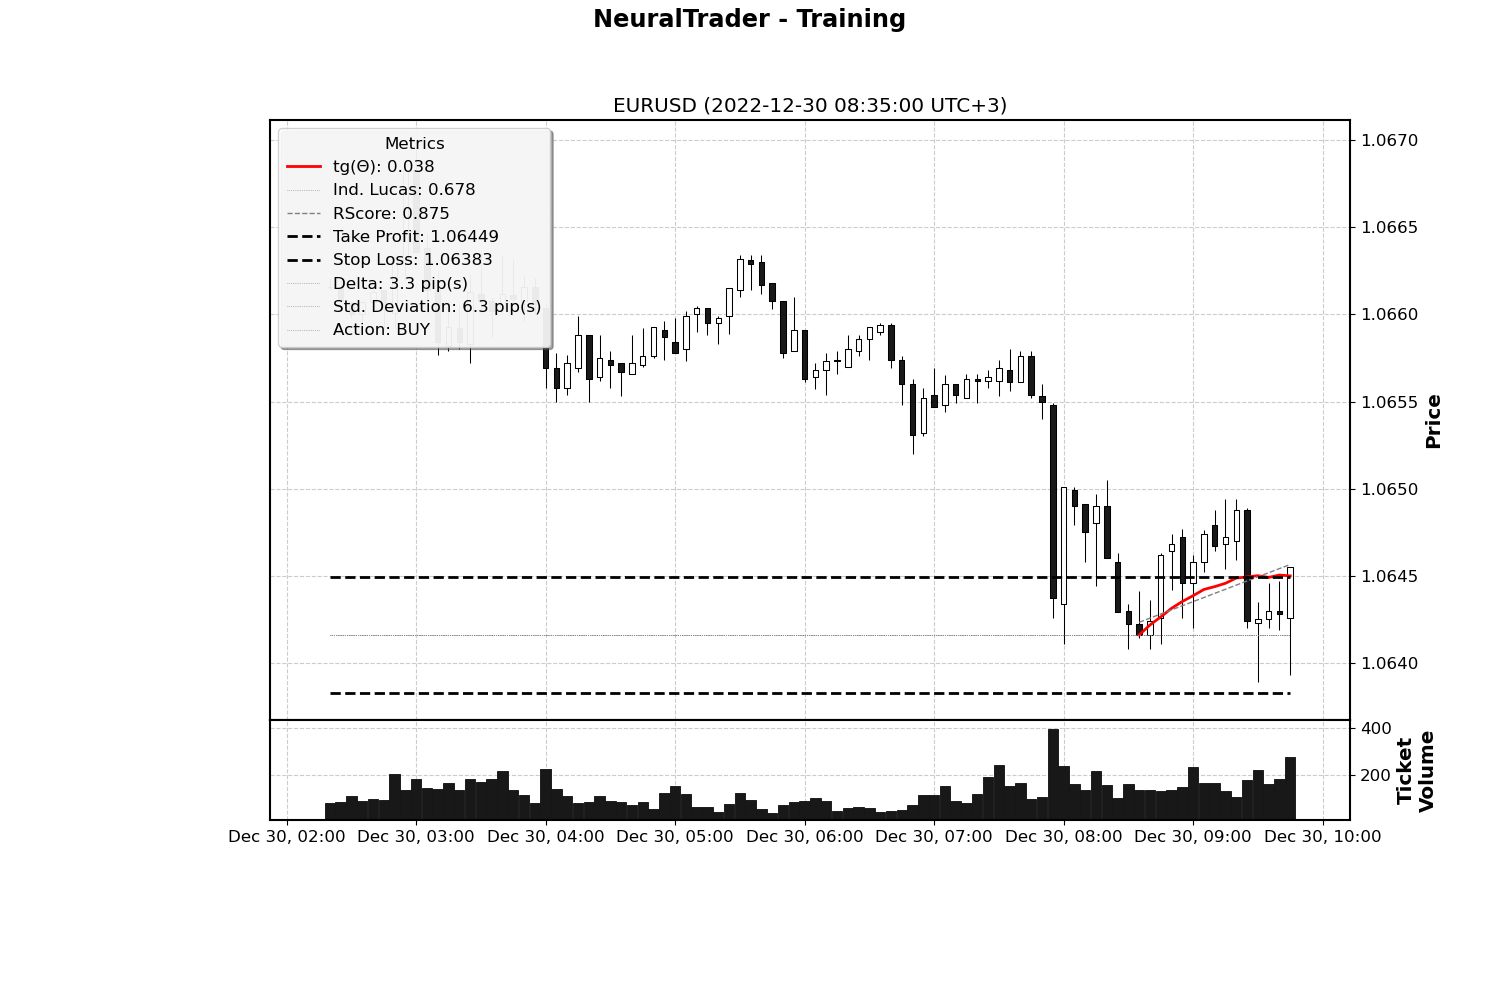 NeuralTrader - Training
EURUSD (2022-12-30 08:35:00 UTC+3)
Metrics
tg(Θ): 0.038
Ind. Lucas: 0.678
RScore: 0.875
Take Profit: 1.06449
Stop Loss: 1.06383
Delta: 3.3 pip(s)
Std. Deviation: 6.3 pip(s)
Action: BUY
1.0670
1.0665
1.0660
1.0655
1.0650
1.0645
1.0640
Price
400
200
Ticket
Volume
Dec 30, 02:00 Dec 30, 03:00 Dec 30, 04:00 Dec 30, 05:00 Dec 30, 06:00 Dec 30, 07:00 Dec 30, 08:00 Dec 30, 09:00 Dec 30, 10:00